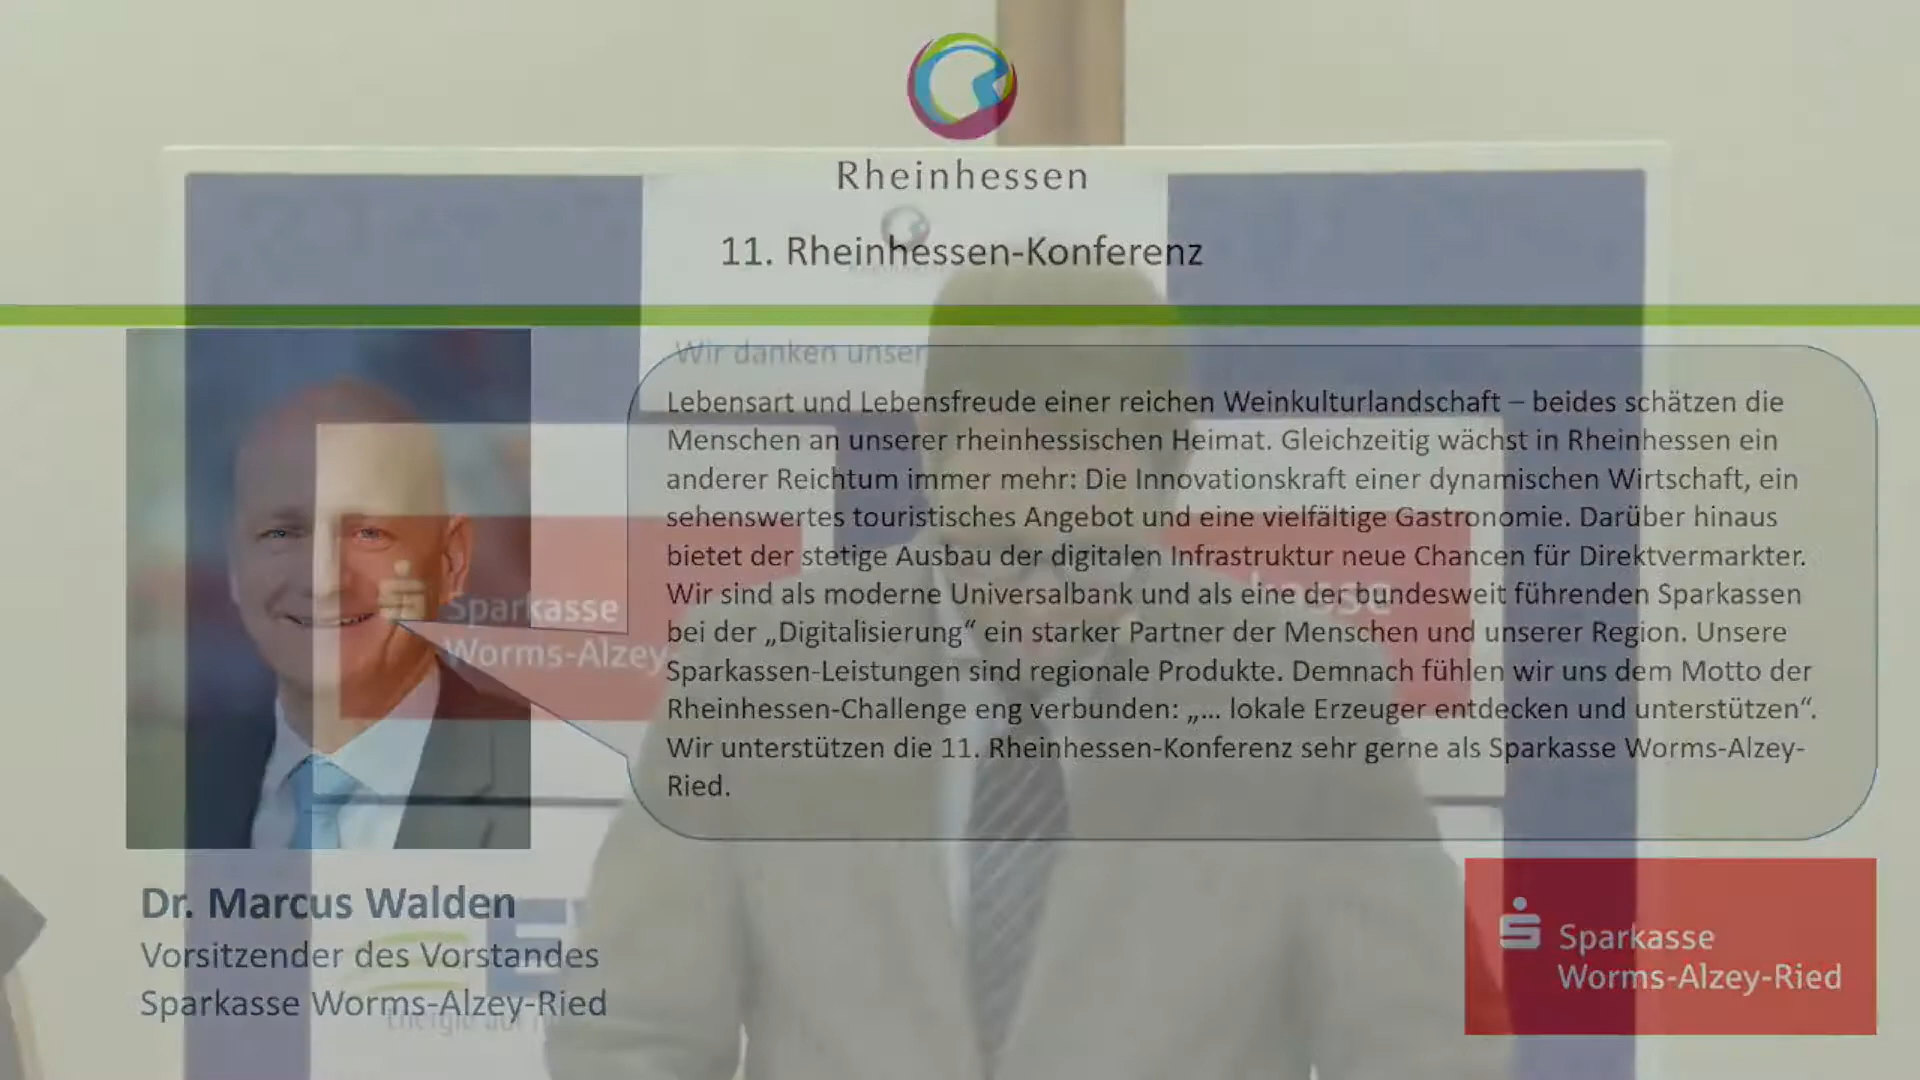 Rheinhessen
11. Rheinhessen-Konferenz
Wir danken unser
Lebensart und Lebensfreude einer reichen Weinkulturlandschaft – beides schätzen die
Menschen an unserer rheinhessischen Heimat. Gleichzeitig wächst in Rheinhessen ein
anderer Reichtum immer mehr: Die Innovationskraft einer dynamischen Wirtschaft, ein
sehenswertes touristisches Angebot und eine vielfältige Gastronomie. Darüber hinaus
bietet der stetige Ausbau der digitalen Infrastruktur neue Chancen für Direktvermarkter.
Wir sind als moderne Universalbank und als eine der bundesweit führenden Sparkassen
bei der „Digitalisierung“ ein starker Partner der Menschen und unserer Region. Unsere
Sparkassen-Leistungen sind regionale Produkte. Demnach fühlen wir uns dem Motto der
Rheinhessen-Challenge eng verbunden: „... lokale Erzeuger entdecken und unterstützen“.
Wir unterstützen die 11. Rheinhessen-Konferenz sehr gerne als Sparkasse Worms-Alzey-
Ried.
Sparkasse
Worms-Alzey-
Dr. Marcus Walden
Vorsitzender des Vorstandes
Sparkasse Worms-Alzey-Ried
Sparkasse
Worms-Alzey-Ried